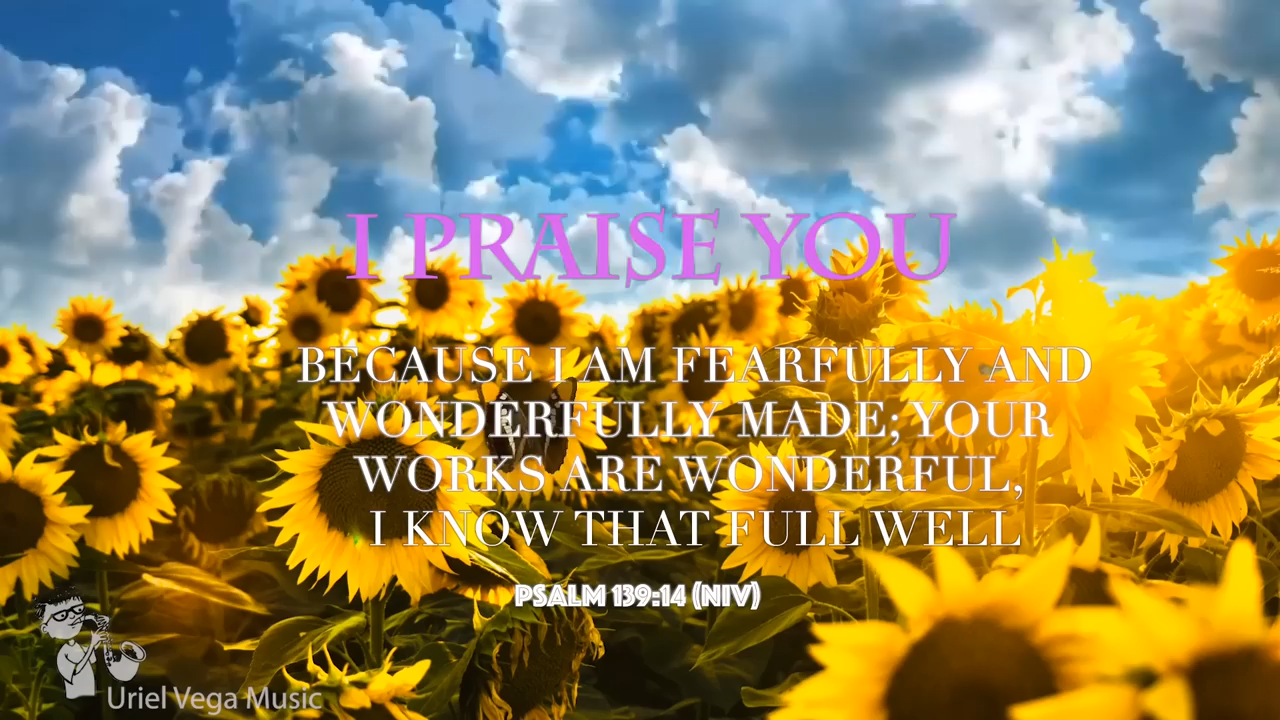 I PRAISE YOU
BECAUSE I AM FEARFULLY AND
WONDERFULLY MADE; YOUR
WORKS ARE WONDERFUL,
I KNOW THAT FULL WELL
PSALM 139:14 (NIV)
Uriel Vega Music